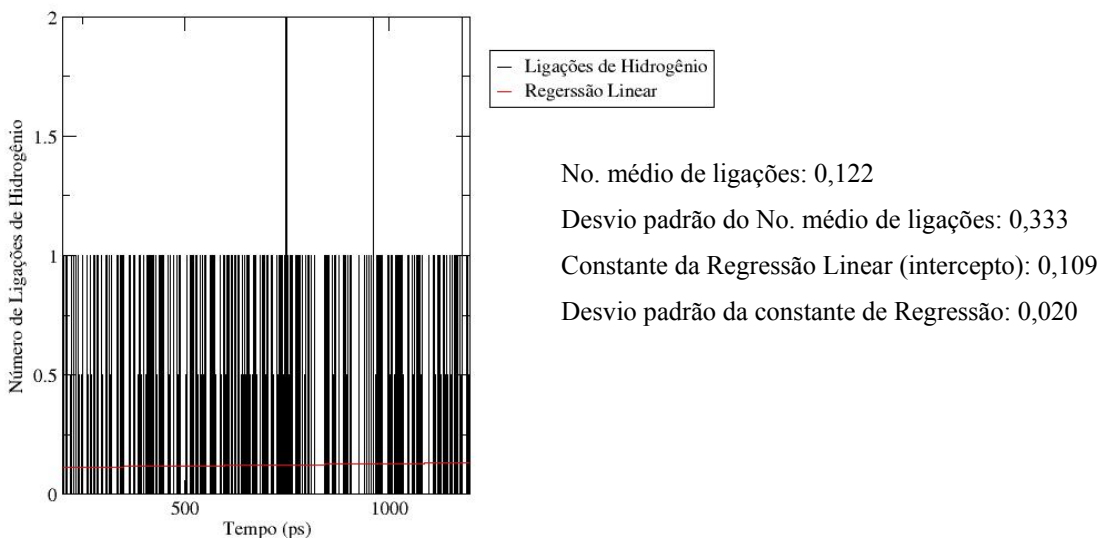 2
1.5
1
0.5
0
Número de Ligações de Hidrogênio
500
1000
Tempo (ps)
Ligações de Hidrogênio
Regerssão Linear
No. médio de ligações: 0,122
Desvio padrão do No. médio de ligações: 0,333
Constante da Regressão Linear (intercepto): 0,109
Desvio padrão da constante de Regressão: 0,020